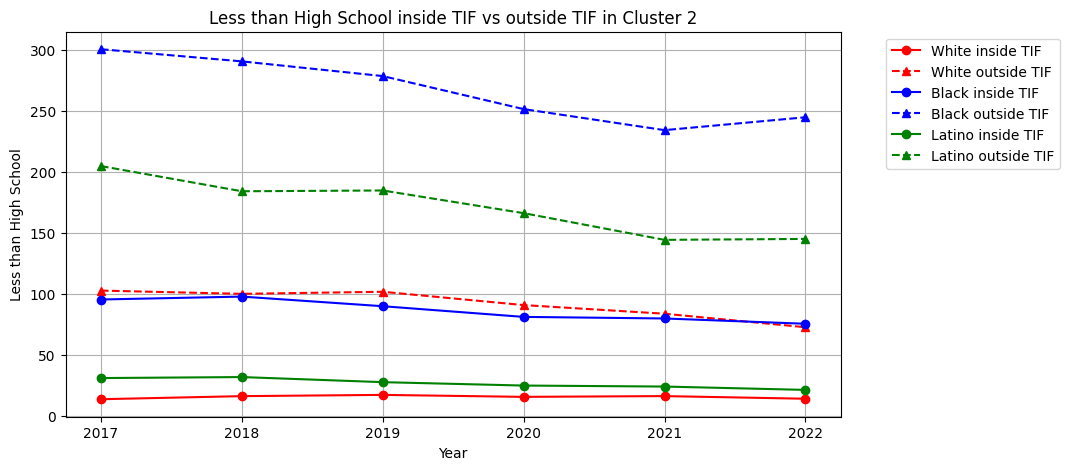 Less than High School inside TIF vs outside TIF in Cluster 2
300
250
200
150
100
50
0
Less than High School
2017 2018 2019 2020 2021 2022
Year
White inside TIF
White outside TIF
Black inside TIF
Black outside TIF
Latino inside TIF
Latino outside TIF